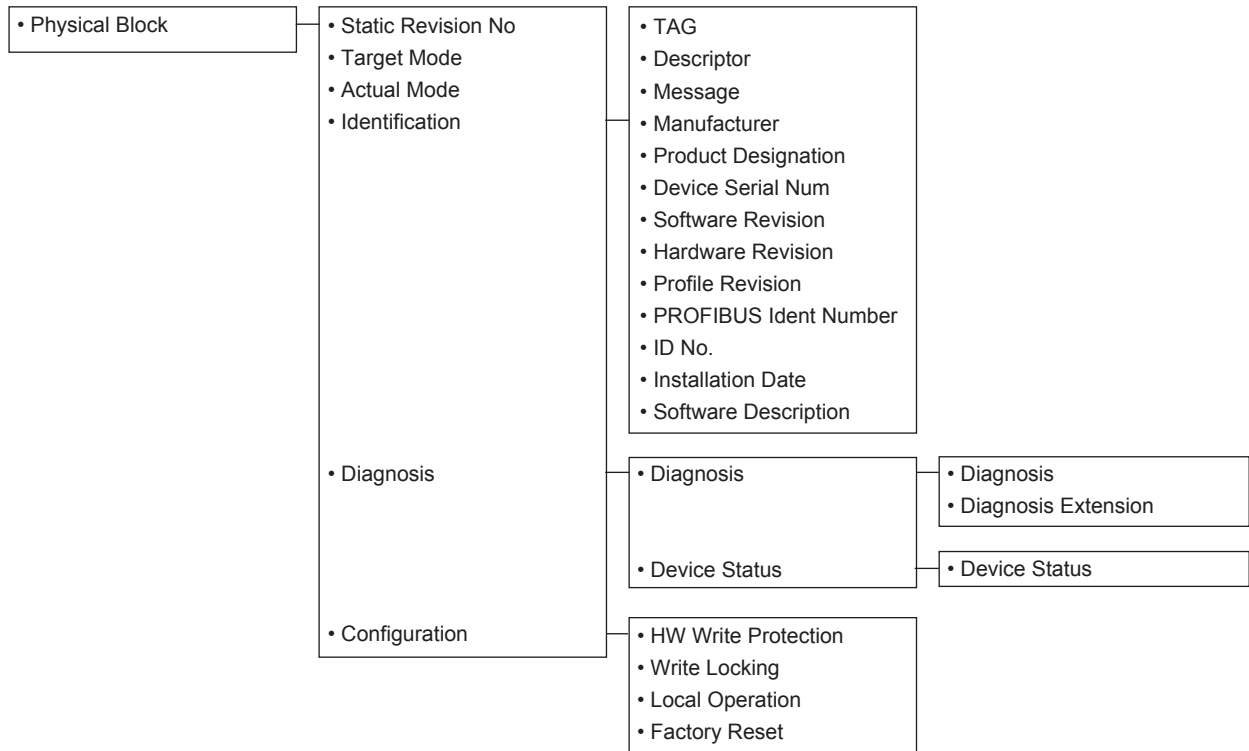 • Physical Block
• Static Revision No
• Target Mode
• Actual Mode
• Identification
• TAG
• Descriptor
• Message
• Manufacturer
• Product Designation
• Device Serial Num
• Software Revision
• Hardware Revision
• Profile Revision
• PROFIBUS Ident Number
• ID No.
• Installation Date
• Software Description
• Diagnosis
• Diagnosis
• Diagnosis
• Diagnosis Extension
• Device Status
• Device Status
• Configuration
• HW Write Protection
• Write Locking
• Local Operation
• Factory Reset